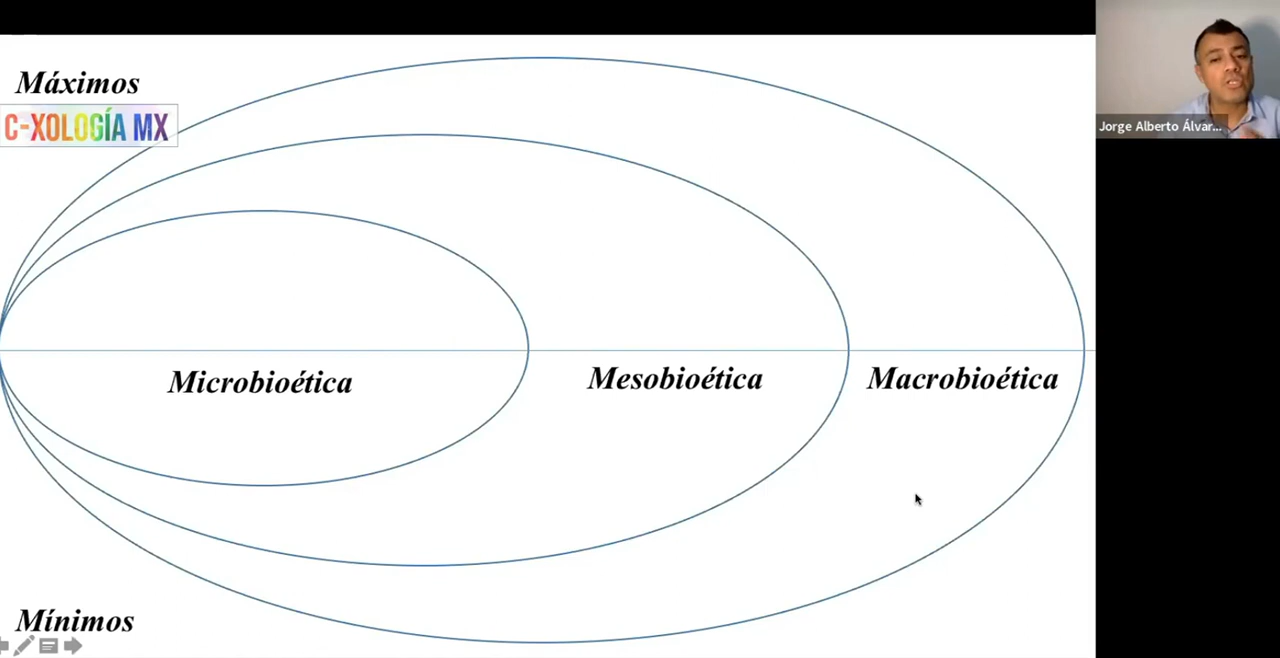 Máximos
C-XOLOGÍA MX
Microbioética
Mesobioética
Macrobioética
Mínimos
Jorge Alberto Álvar...